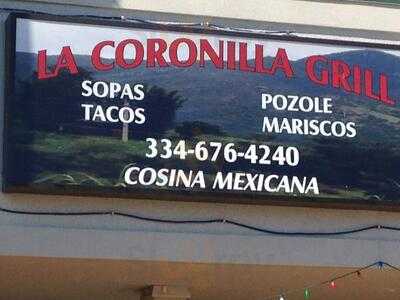 LA CORONILLA GRILL
SOPAS
TACOS
POZOLE
MARISCOS
334-676-4240
COSINA MEXICANA